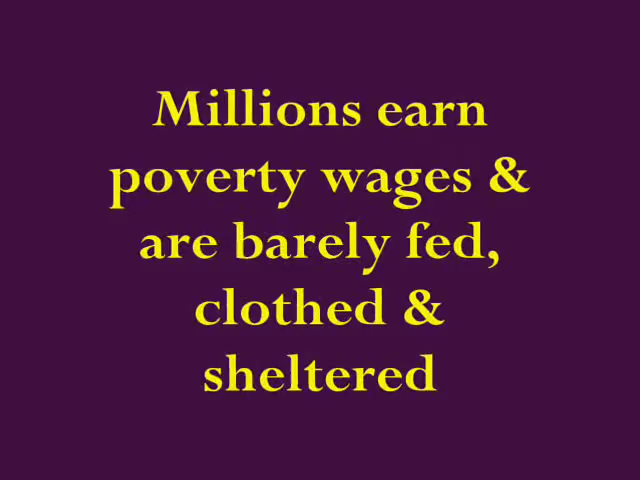 Millions earn
poverty wages &
are barely fed,
clothed &
sheltered